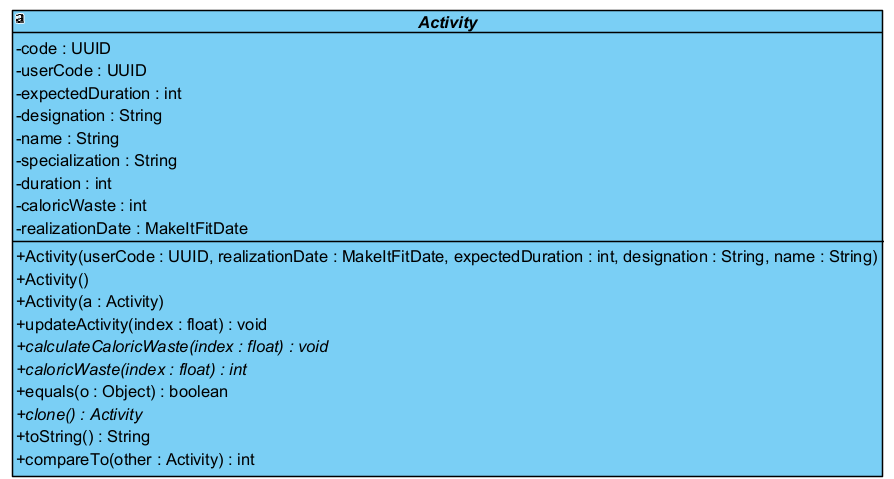 a
Activity
-code : UUID
-userCode : UUID
-expectedDuration : int
-designation : String
-name : String
-specialization : String
-duration : int
-caloricWaste : int
-realizationDate : MakeItFitDate
+Activity(userCode : UUID, realizationDate : MakeItFitDate, expectedDuration : int, designation : String, name : String)
+Activity()
+Activity(a : Activity)
+updateActivity(index : float) : void
+calculateCaloricWaste(index : float) : void
+caloricWaste(index : float) : int
+equals(o : Object) : boolean
+clone() : Activity
+toString() : String
+compareTo(other : Activity) : int